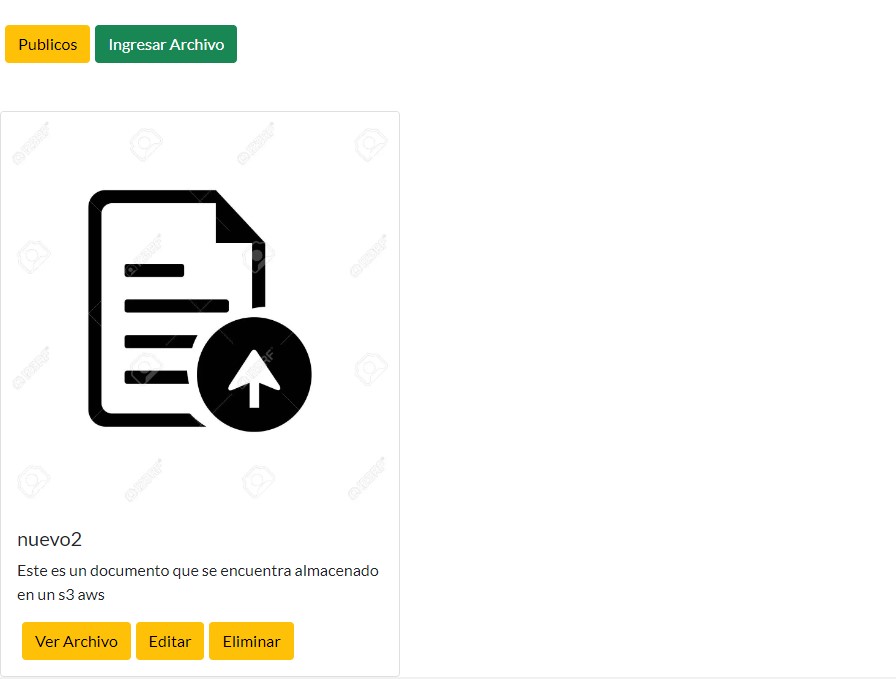 Publicos
Ingresar Archivo
nuevo2
Este es un documento que se encuentra almacenado
en un s3 aws
Ver Archivo
Editar
Eliminar